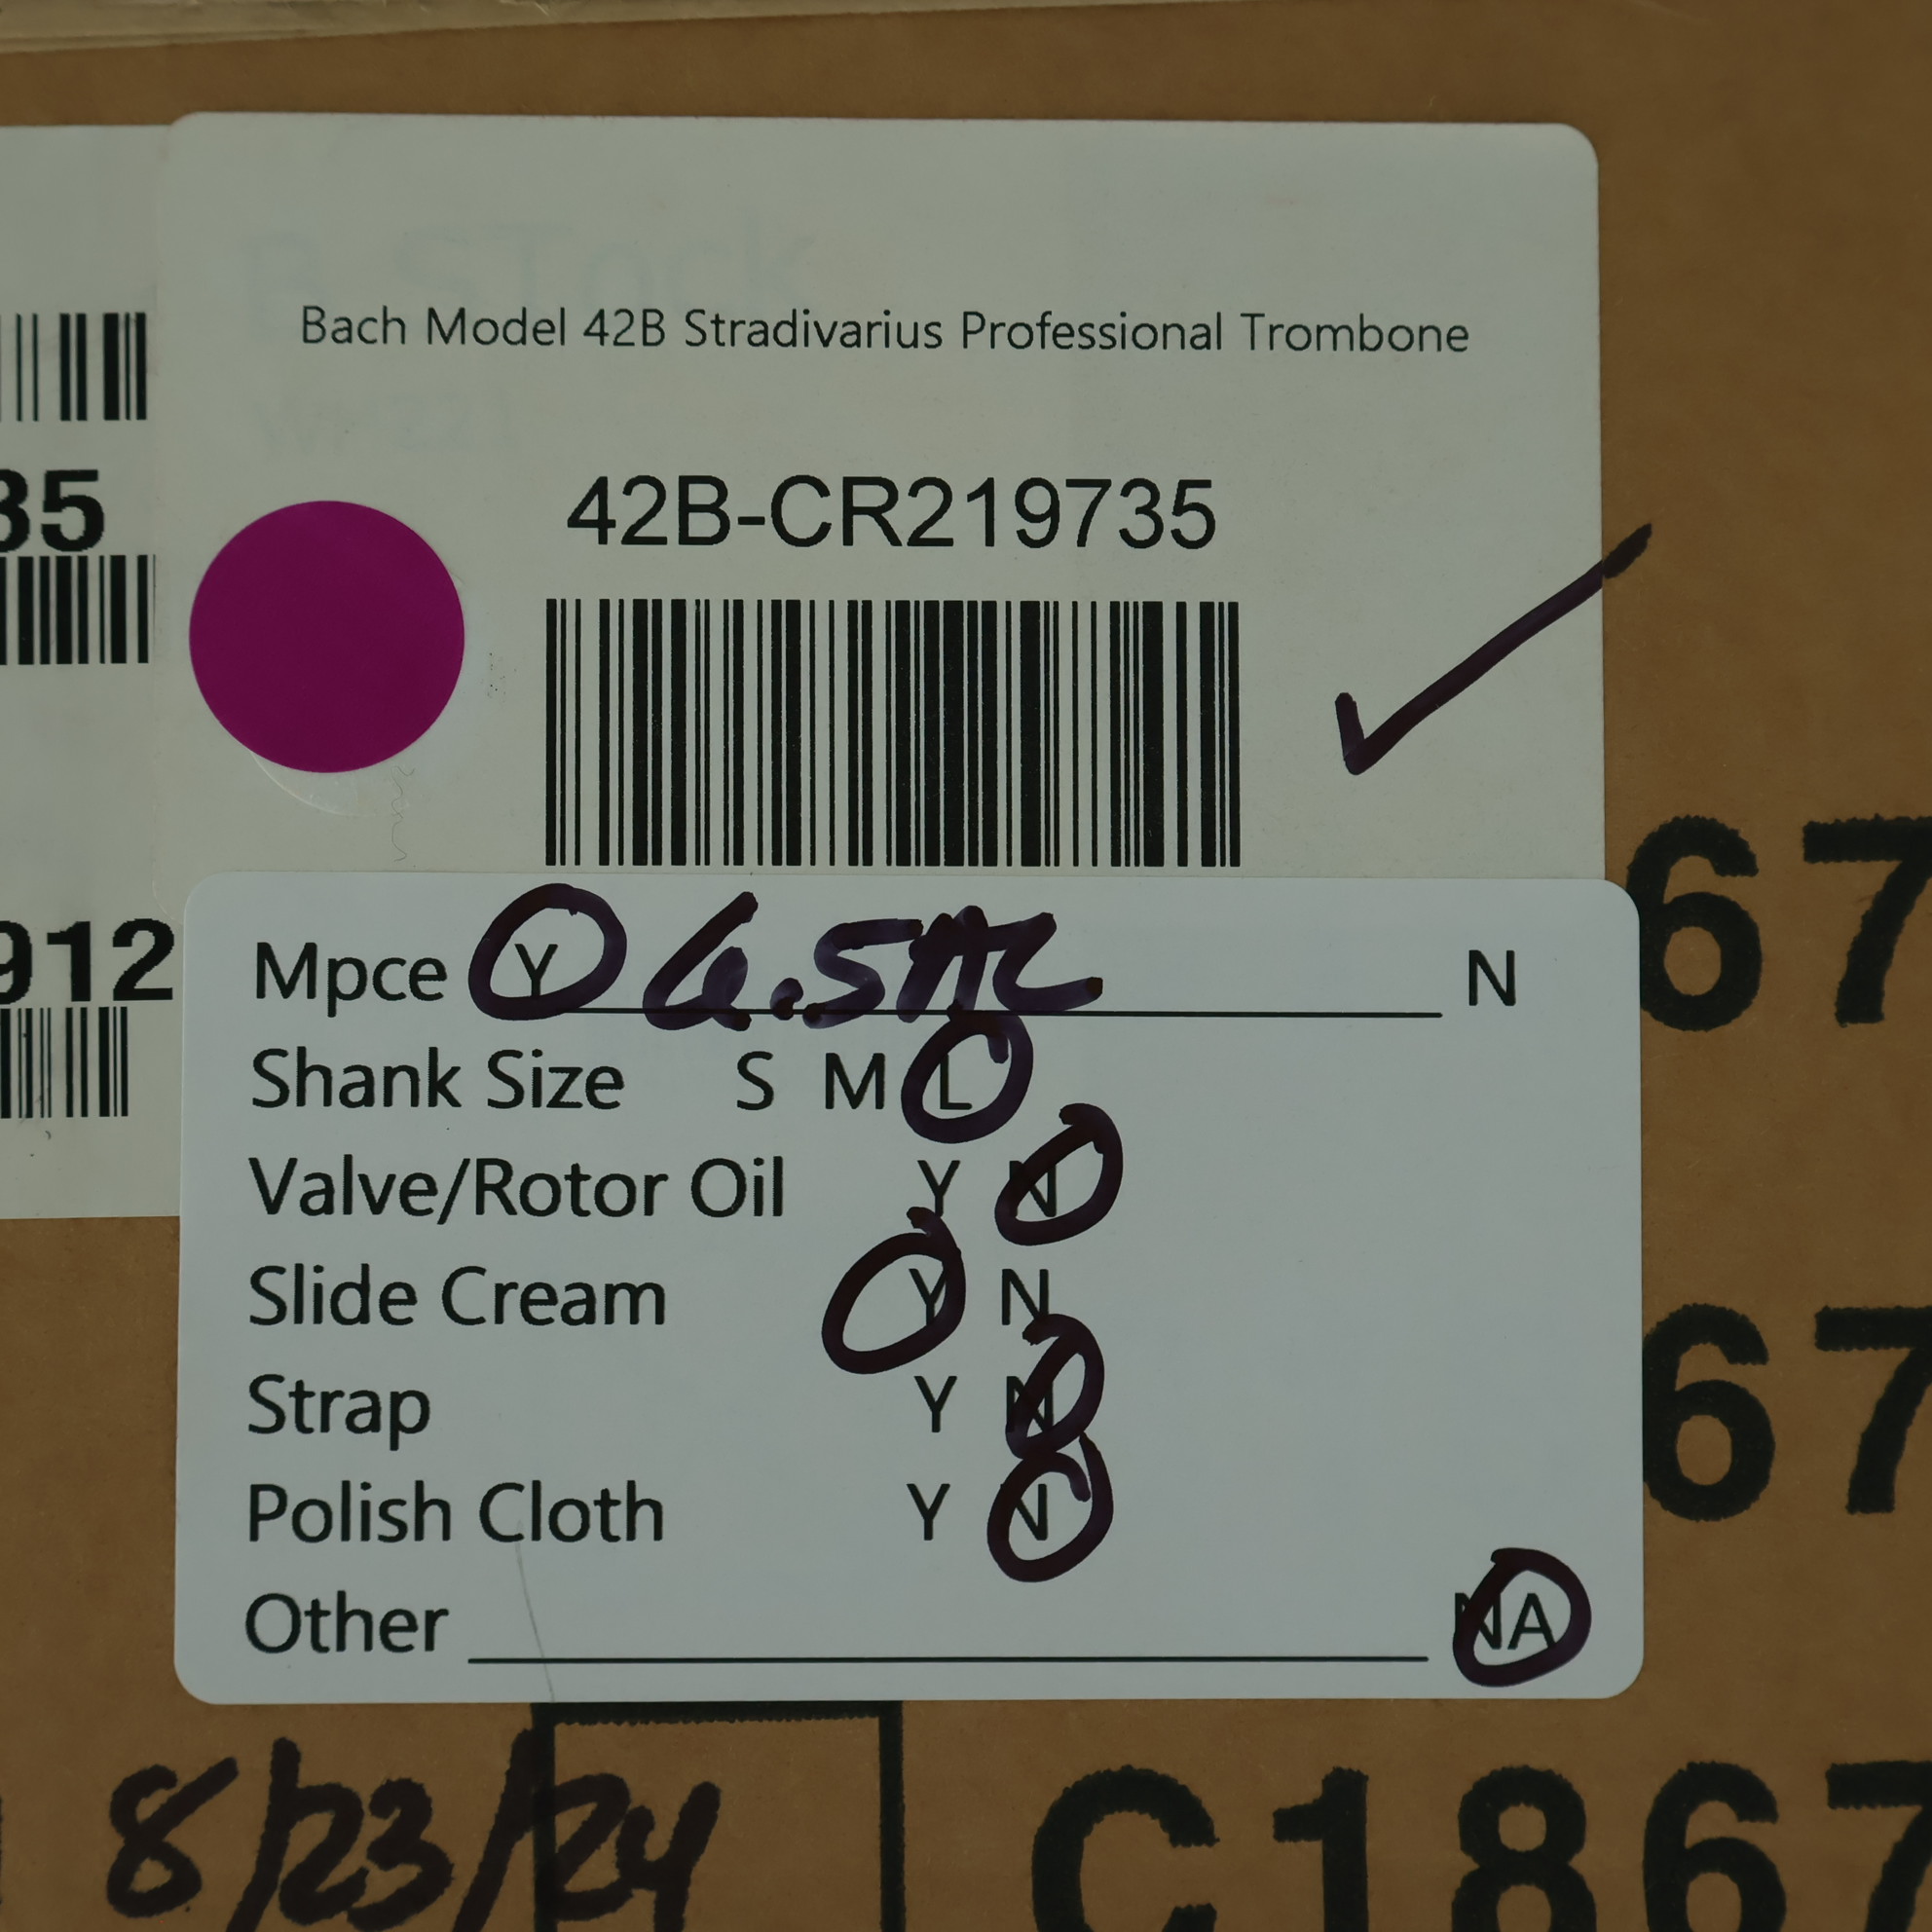 Bach Model 42B Stradivarius Professional Trombone
42B-CR219735
35
912
Mpce Y 6.5AL N
Shank Size S M L
Valve/Rotor Oil Y N
Slide Cream Y N
Strap Y N
Polish Cloth Y N
Other NA
67
67
8/23/24
C1867